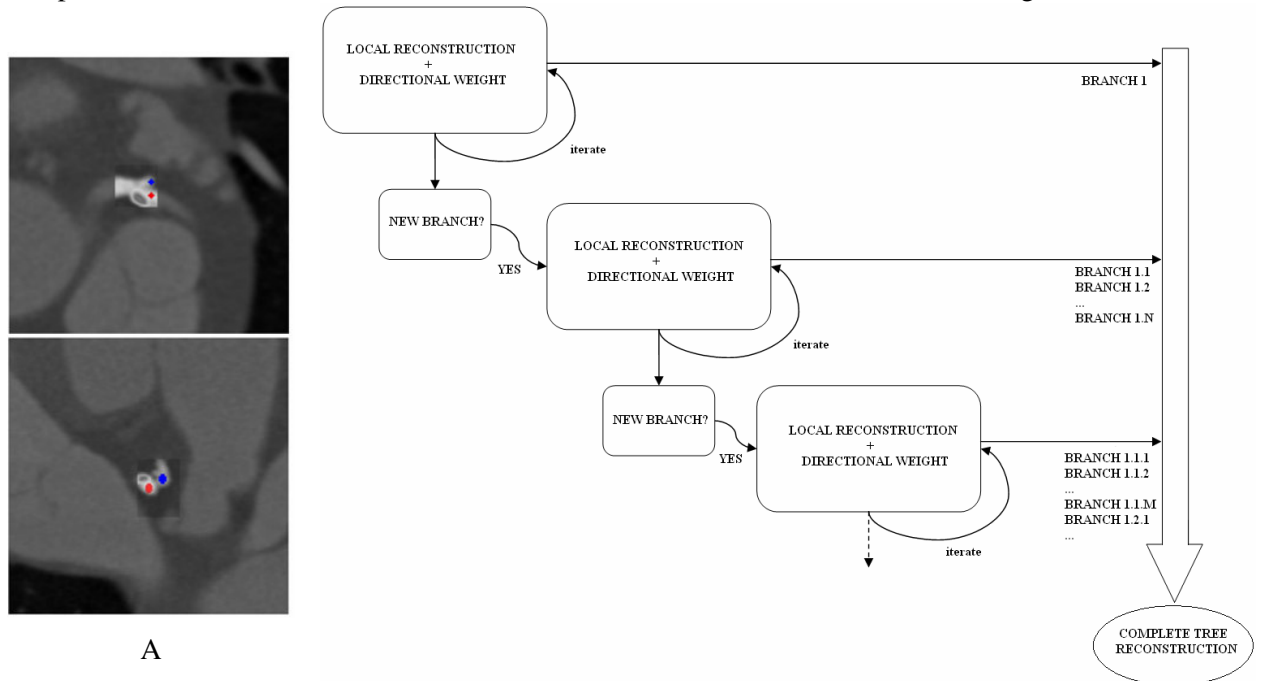 LOCAL RECONSTRUCTION
+
DIRECTIONAL WEIGHT
BRANCH 1
iterate
NEW BRANCH?
YES
LOCAL RECONSTRUCTION
+
DIRECTIONAL WEIGHT
BRANCH 1.1
BRANCH 1.2
...
BRANCH 1.N
iterate
NEW BRANCH?
YES
LOCAL RECONSTRUCTION
+
DIRECTIONAL WEIGHT
BRANCH 1.1.1
BRANCH 1.1.2
...
BRANCH 1.1.M
BRANCH 1.2.1
...
iterate
COMPLETE TREE
RECONSTRUCTION
A